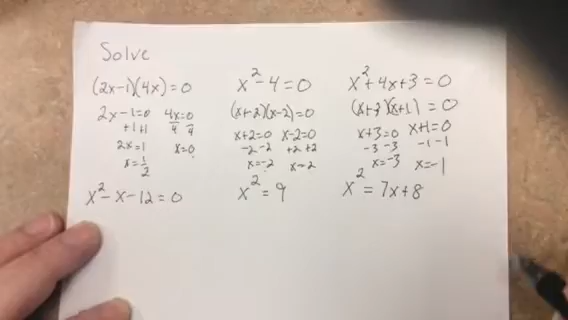 Solve
(2x-1)(4x)=0
2x-1=0 4x=0
+1 +1 4 4
2x=1 x=0
x=1/2
x²-4=0
(x+2)(x-2)=0
x+2=0 x-2=0
-2 -2 +2 +2
x=-2 x=2
x²+4x+3=0
(x+3)(x+1)=0
x+3=0 x+1=0
-3 -3 -1 -1
x=-3 x=-1
x²-x-12=0
x²=9
x²=7x+8